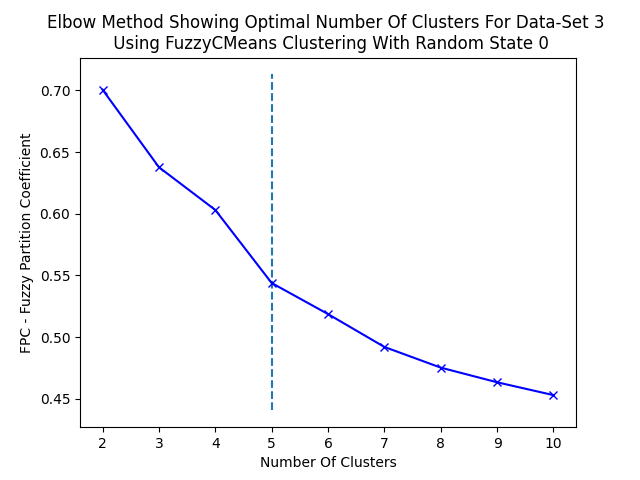 Elbow Method Showing Optimal Number Of Clusters For Data-Set 3
Using FuzzyCMeans Clustering With Random State 0
FPC - Fuzzy Partition Coefficient
0.70
0.65
0.60
0.55
0.50
0.45
2 3 4 5 6 7 8 9 10
Number Of Clusters